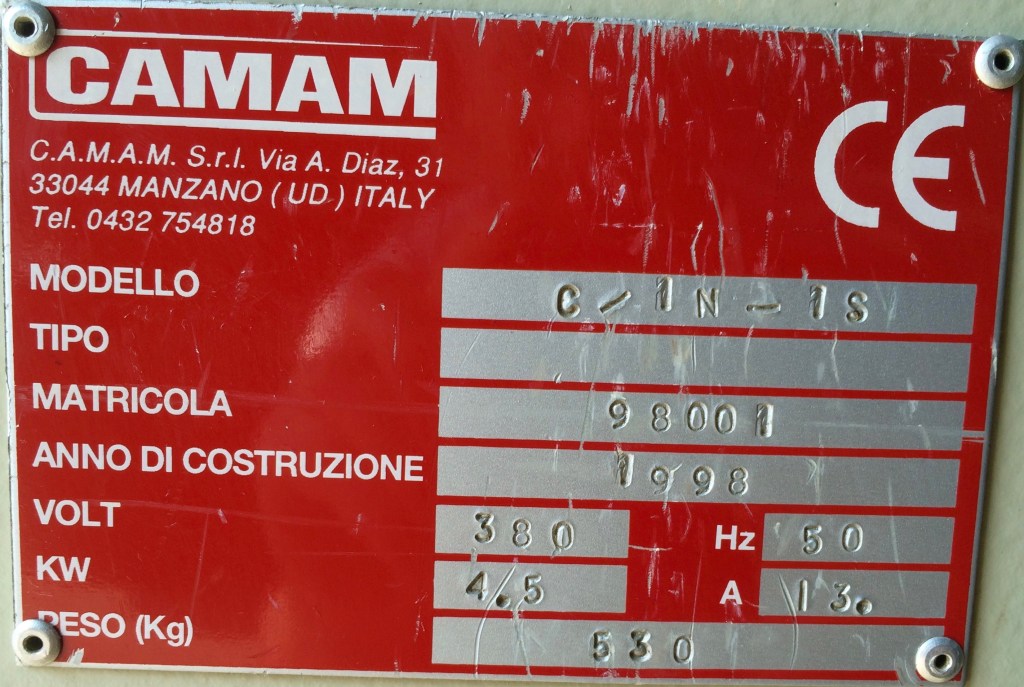 CAMAM
CE
C.A.M.A.M. S.r.l. Via A. Diaz, 31
33044 MANZANO ( UD ) ITALY
Tel. 0432 754818
MODELLO C-1N-1S
TIPO
MATRICOLA 98001
ANNO DI COSTRUZIONE 1998
VOLT 380 Hz 50
KW 4.5 A 13.
PESO (Kg) 530